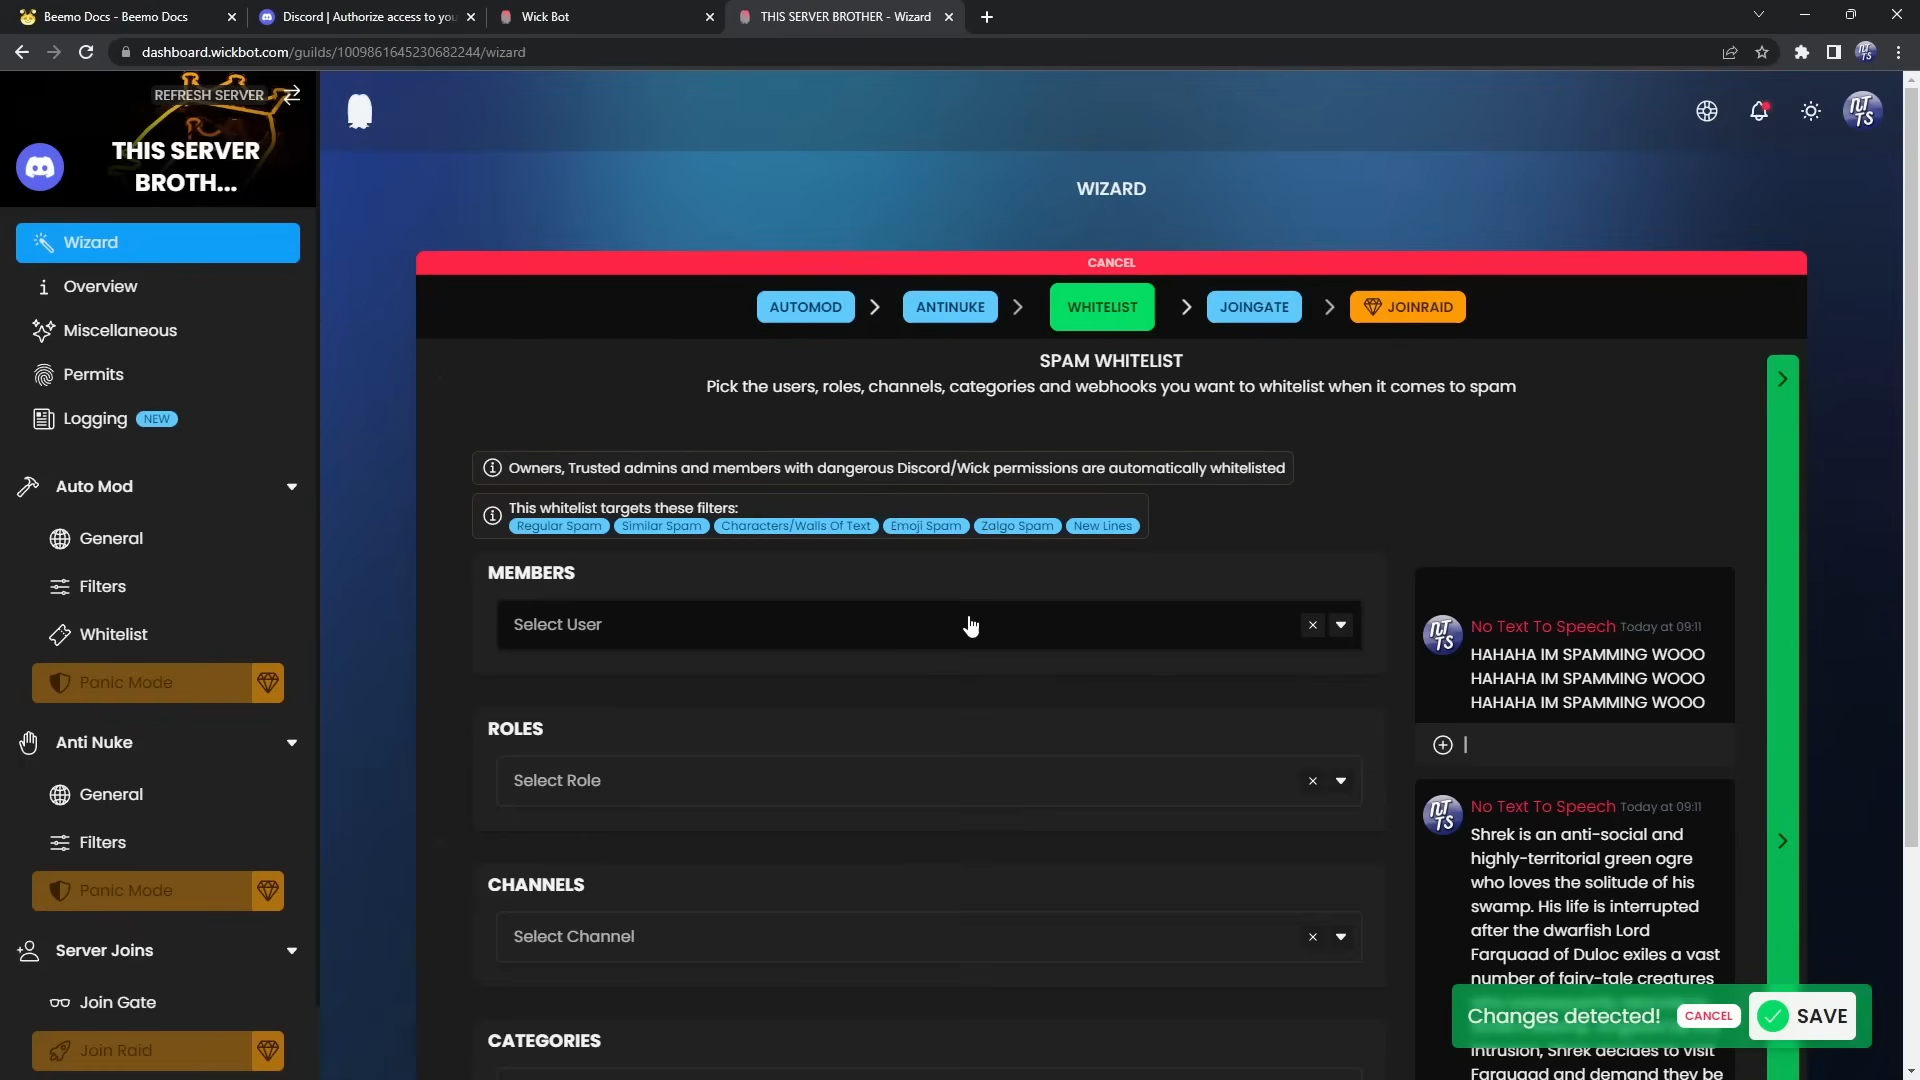 Beemo Docs - Beemo Docs
Discord | Authorize access to you
Wick Bot
THIS SERVER BROTHER - Wizard
dashboard.wickbot.com/guilds/1009861645230682244/wizard
REFRESH SERVER
THIS SERVER
BROTH...
Wizard
Overview
Miscellaneous
Permits
Logging NEW
Auto Mod
General
Filters
Whitelist
Panic Mode
Anti Nuke
General
Filters
Panic Mode
Server Joins
Join Gate
Join Raid
NT
TS
WIZARD
CANCEL
AUTOMOD
ANTINUKE
WHITELIST
JOINGATE
JOINRAID
SPAM WHITELIST
Pick the users, roles, channels, categories and webhooks you want to whitelist when it comes to spam
Owners, Trusted admins and members with dangerous Discord/Wick permissions are automatically whitelisted
This whitelist targets these filters:
Regular Spam Similar Spam Characters/Walls Of Text Emoji Spam Zalgo Spam New Lines
MEMBERS
Select User
ROLES
Select Role
CHANNELS
Select Channel
CATEGORIES
No Text To Speech Today at 09:11
HAHAHA IM SPAMMING WOOO
HAHAHA IM SPAMMING WOOO
HAHAHA IM SPAMMING WOOO
No Text To Speech Today at 09:11
Shrek is an anti-social and
highly-territorial green ogre
who loves the solitude of his
swamp. His life is interrupted
after the dwarfish Lord
Farquaad of Duloc exiles a vast
number of fairy-tale creatures
Changes detected!
CANCEL
SAVE
intrusion, Shrek decides to visit
Farquaad and demand they be